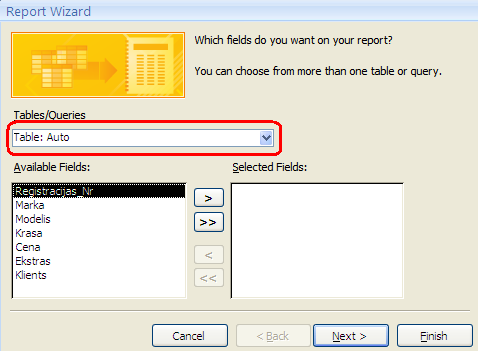 Report Wizard
Which fields do you want on your report?
You can choose from more than one table or query.
Tables/Queries
Table: Auto
Available Fields:
Selected Fields:
Registracijas_Nr
Marka
Modelis
Krasa
Cena
Ekstras
Klients
>
>>
<
<<
Cancel
< Back
Next >
Finish